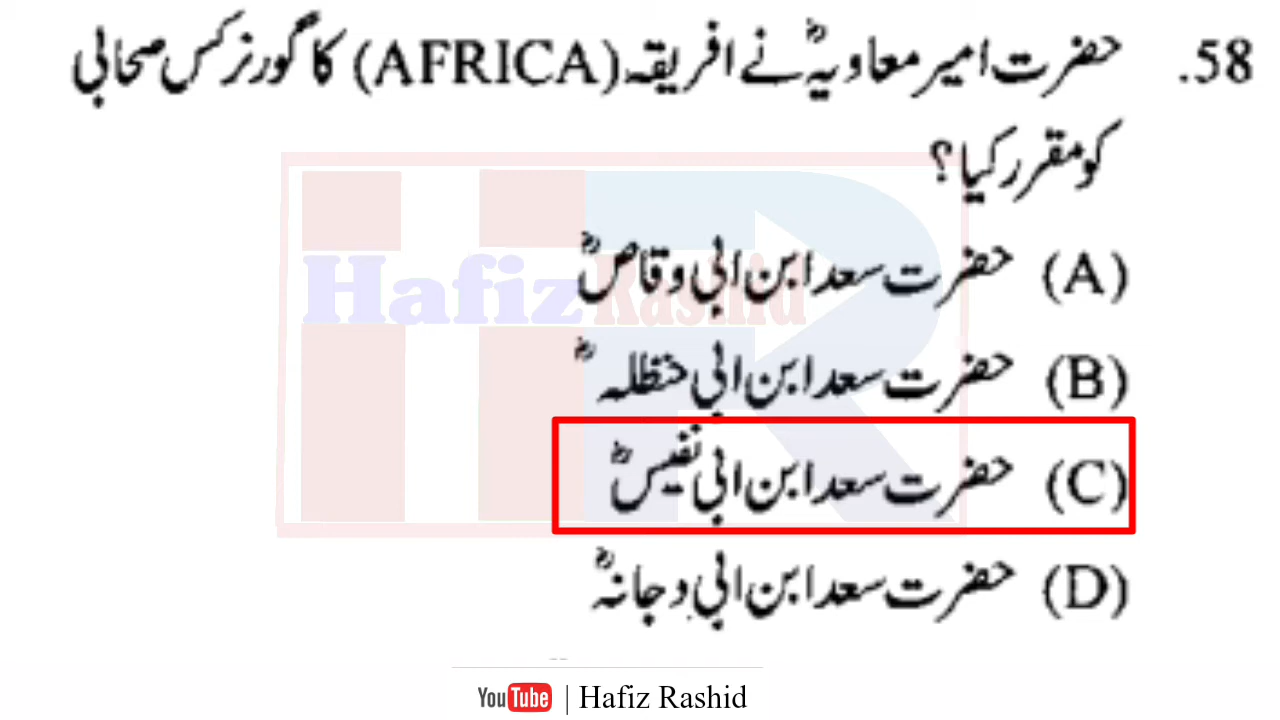 58. حضرت امیر معاویہؓ نے افریقہ (AFRICA) کا گورنر کس صحابی
کو مقرر کیا؟
(A) حضرت سعد ابن ابی وقاصؓ
Hafiz Rashid
(B) حضرت سعد ابن ابی حنظلہؓ
(C) حضرت سعد ابن ابی نفیسؓ
(D) حضرت سعد ابن ابی دجانہؓ
YouTube | Hafiz Rashid